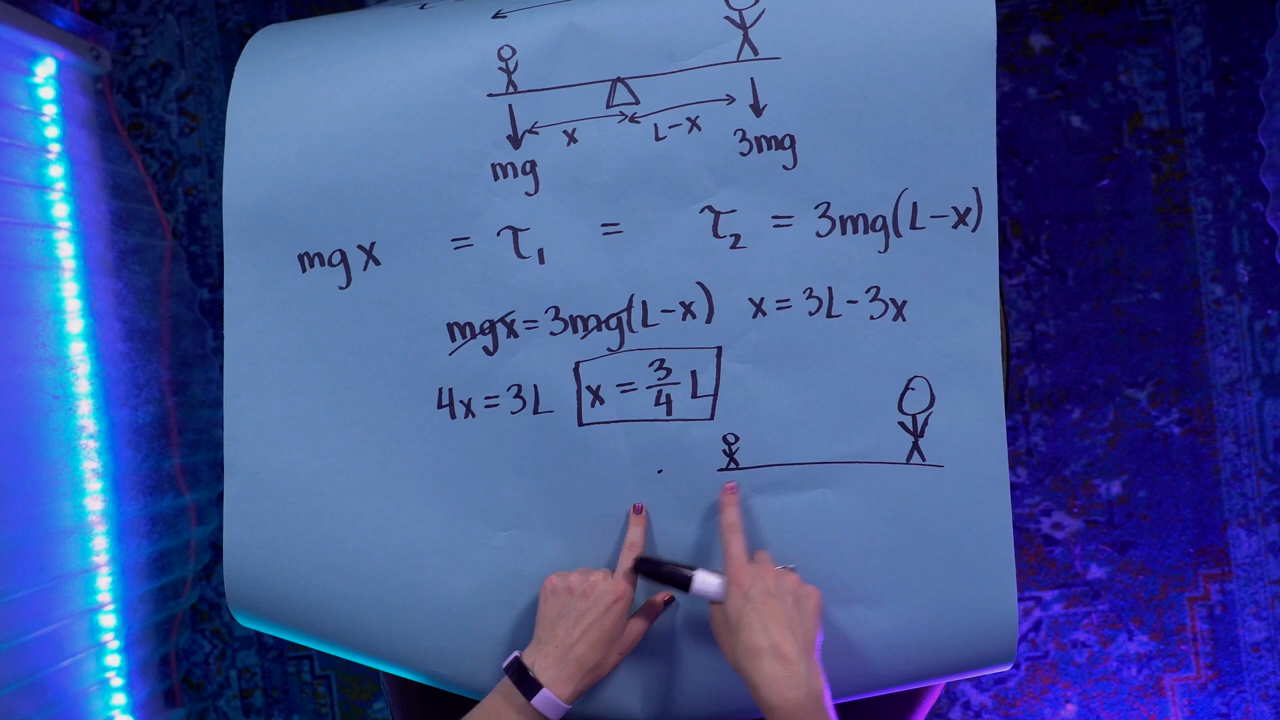 x L-x
mg 3mg
mgx = τ₁ = τ₂ = 3mg(L-x)
mgx=3mg(L-x) x=3L-3x
4x=3L x=3/4 L